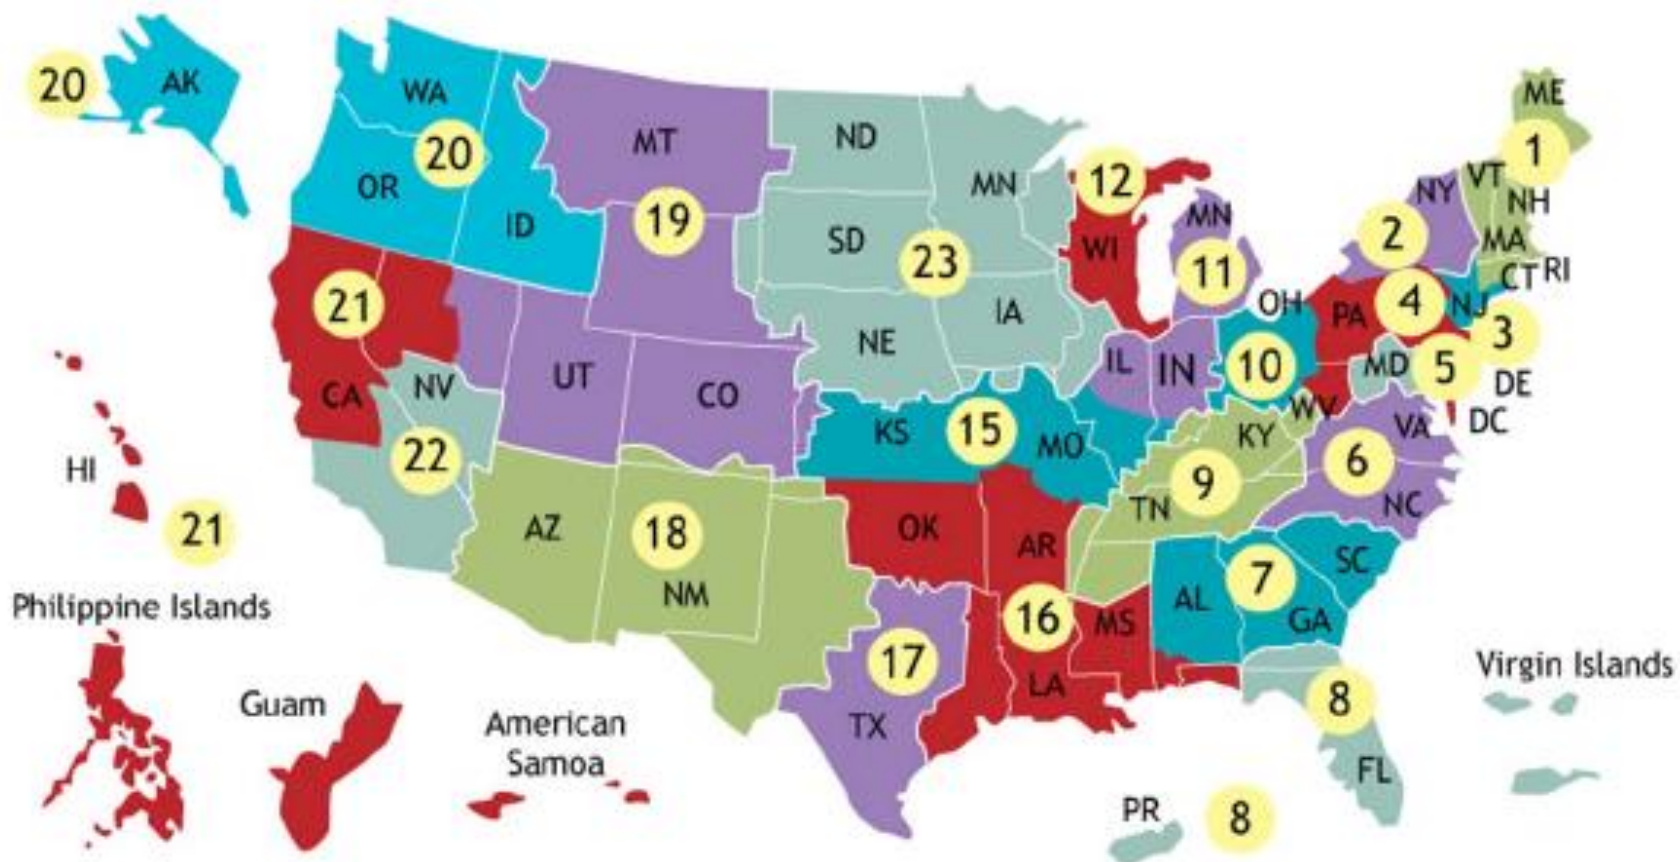 ME
20
AK
WA
ND
1
MT
20
MN
12
VT
NY
OR
NH
MN
19
ID
SD
WI
2
MA
23
11
RI
CT
21
OH
4
NJ
IA
PA
3
NE
IL
IN
10
MD
5
UT
NV
DE
CA
CO
WV
DC
KS
15
KY
VA
MO
22
HI
6
9
TN
NC
21
AZ
18
OK
AR
SC
7
NM
AL
Philippine Islands
16
MS
GA
17
Virgin Islands
LA
8
Guam
American
TX
Samoa
FL
PR
8